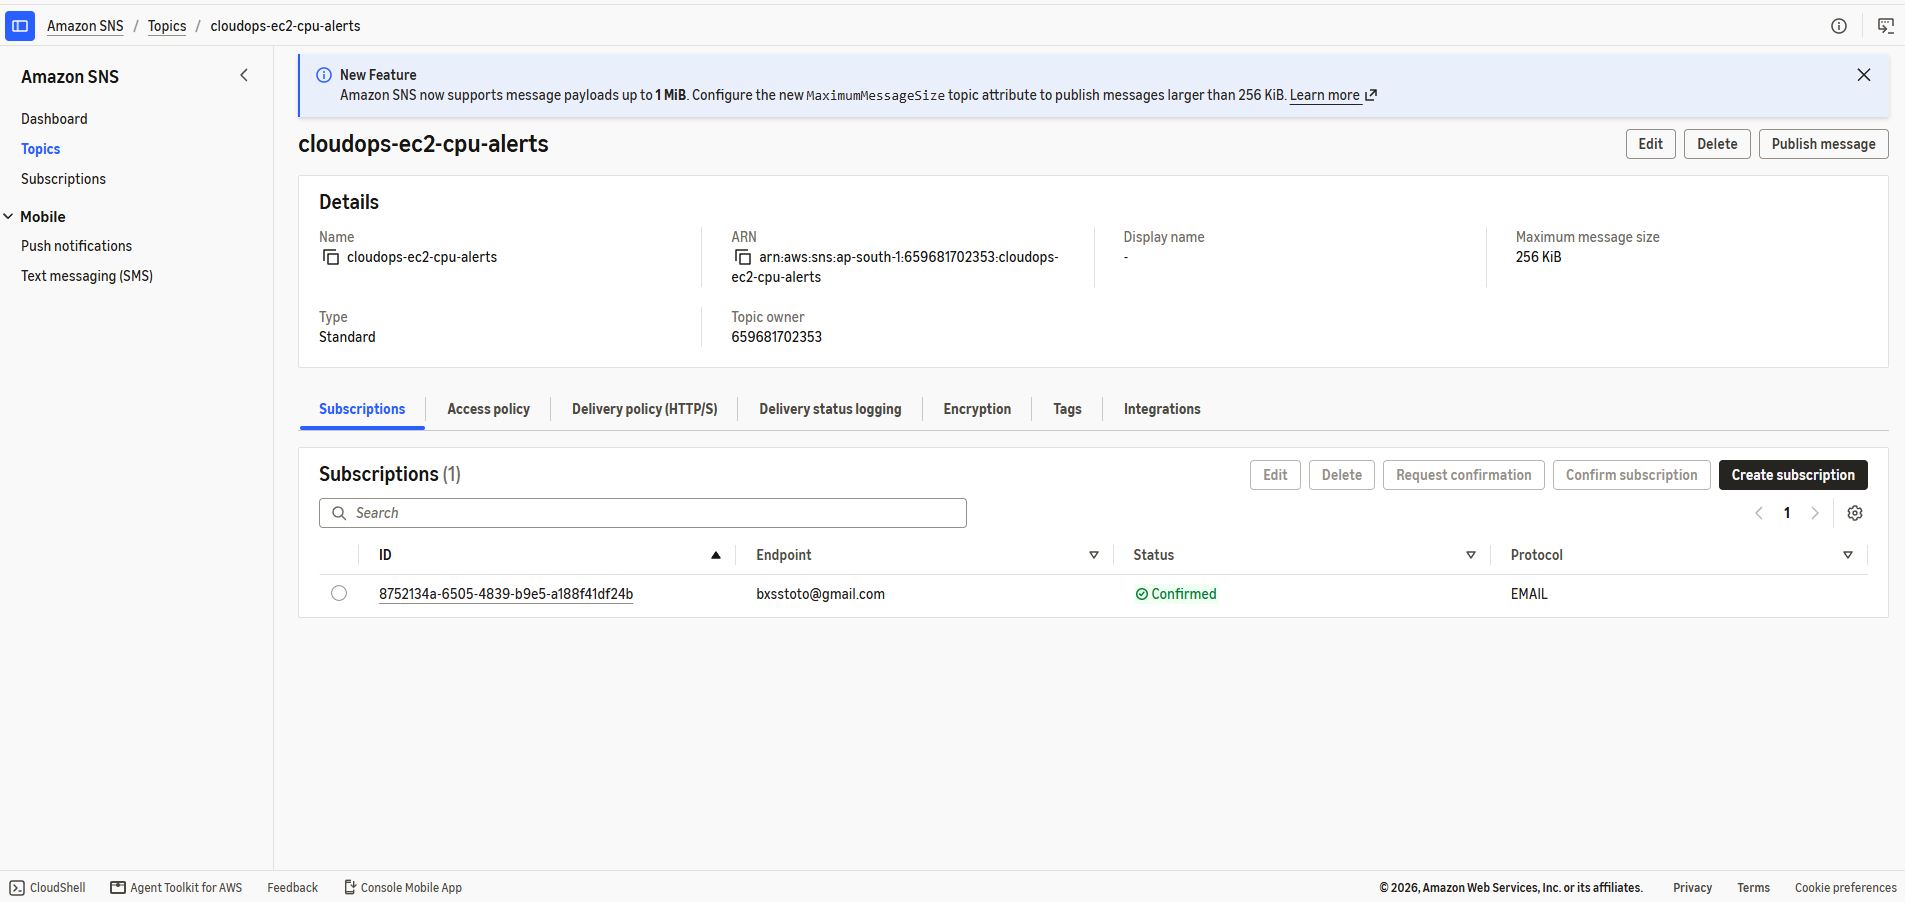 Amazon SNS / Topics / cloudops-ec2-cpu-alerts
Amazon SNS
Dashboard
Topics
Subscriptions
Mobile
Push notifications
Text messaging (SMS)
New Feature
Amazon SNS now supports message payloads up to 1 MiB. Configure the new MaximumMessageSize topic attribute to publish messages larger than 256 KiB. Learn more
cloudops-ec2-cpu-alerts
Edit Delete Publish message
Details
Name
cloudops-ec2-cpu-alerts
ARN
arn:aws:sns:ap-south-1:659681702353:cloudops-
ec2-cpu-alerts
Display name
-
Maximum message size
256 KiB
Type
Standard
Topic owner
659681702353
Subscriptions Access policy Delivery policy (HTTP/S) Delivery status logging Encryption Tags Integrations
Subscriptions (1)
Edit Delete Request confirmation Confirm subscription Create subscription
Search
1
ID Endpoint Status Protocol
8752134a-6505-4839-b9e5-a188f41df24b bxsstoto@gmail.com Confirmed EMAIL
CloudShell Agent Toolkit for AWS Feedback Console Mobile App © 2026, Amazon Web Services, Inc. or its affiliates. Privacy Terms Cookie preferences